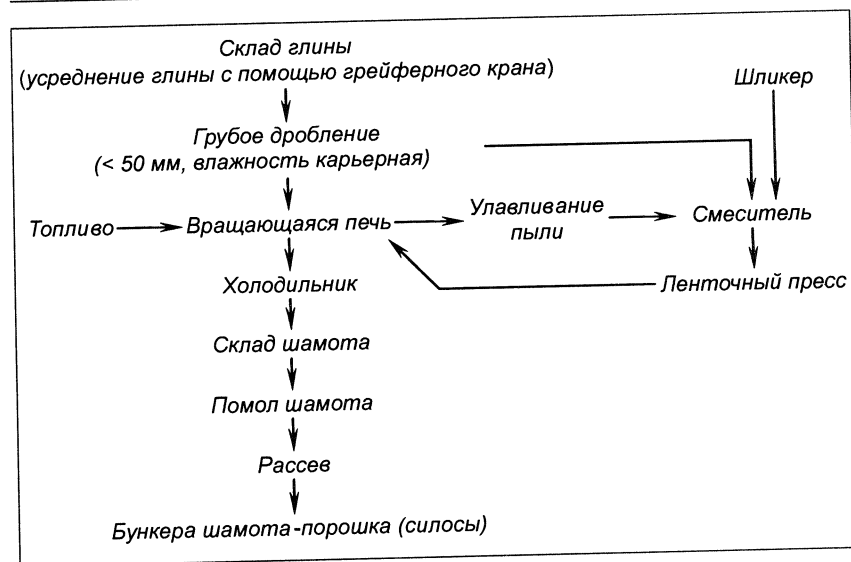 Склад глины
(усреднение глины с помощью грейферного крана)
Шликер
Грубое дробление
(< 50 мм, влажность карьерная)
Топливо
Вращающаяся печь
Улавливание
пыли
Смеситель
Холодильник
Ленточный пресс
Склад шамота
Помол шамота
Рассев
Бункера шамота-порошка (силосы)